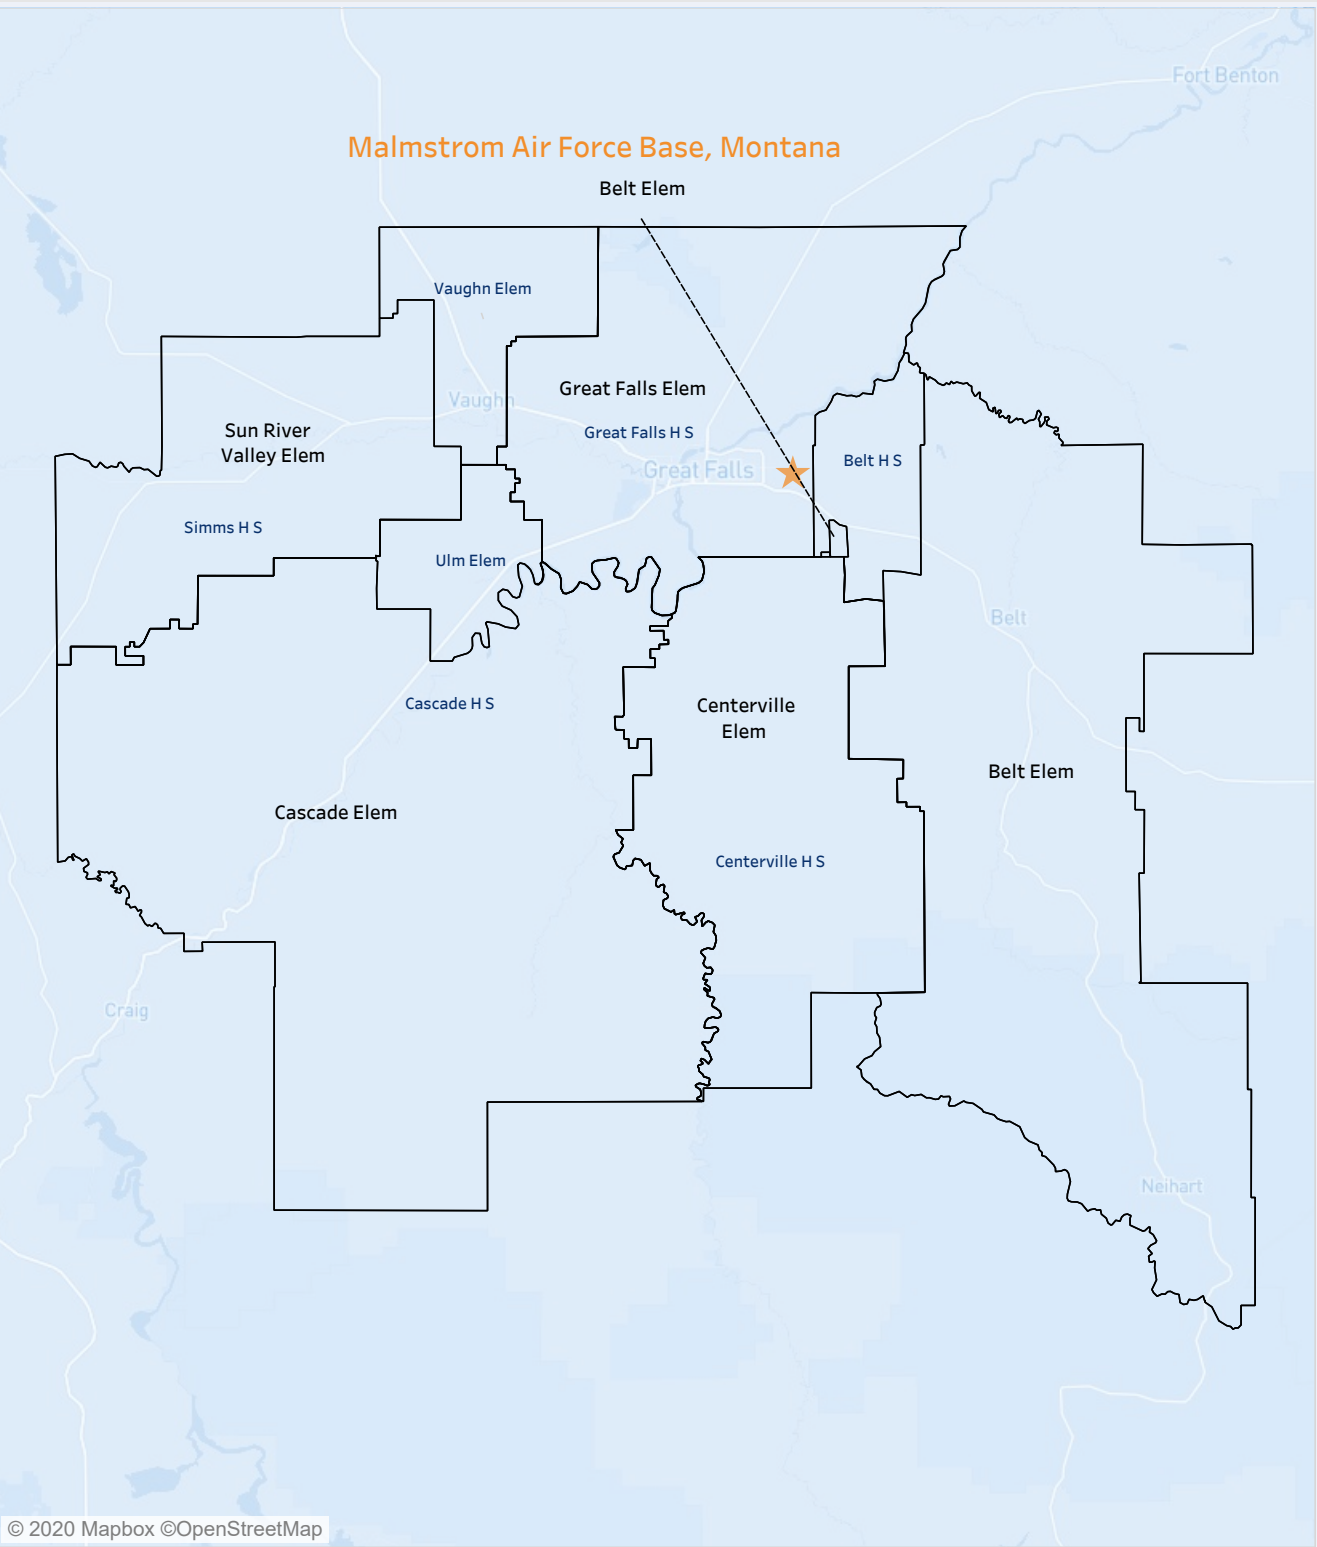 Fort Benton
Malmstrom Air Force Base, Montana
Belt Elem
Vaughn Elem
Great Falls Elem
Vaughn
Sun River
Valley Elem
Great Falls H S
Belt H S
Great Falls
Simms H S
Ulm Elem
Belt
Cascade H S
Centerville
Elem
Belt Elem
Cascade Elem
Centerville H S
Craig
Neihart
© 2020 Mapbox ©OpenStreetMap